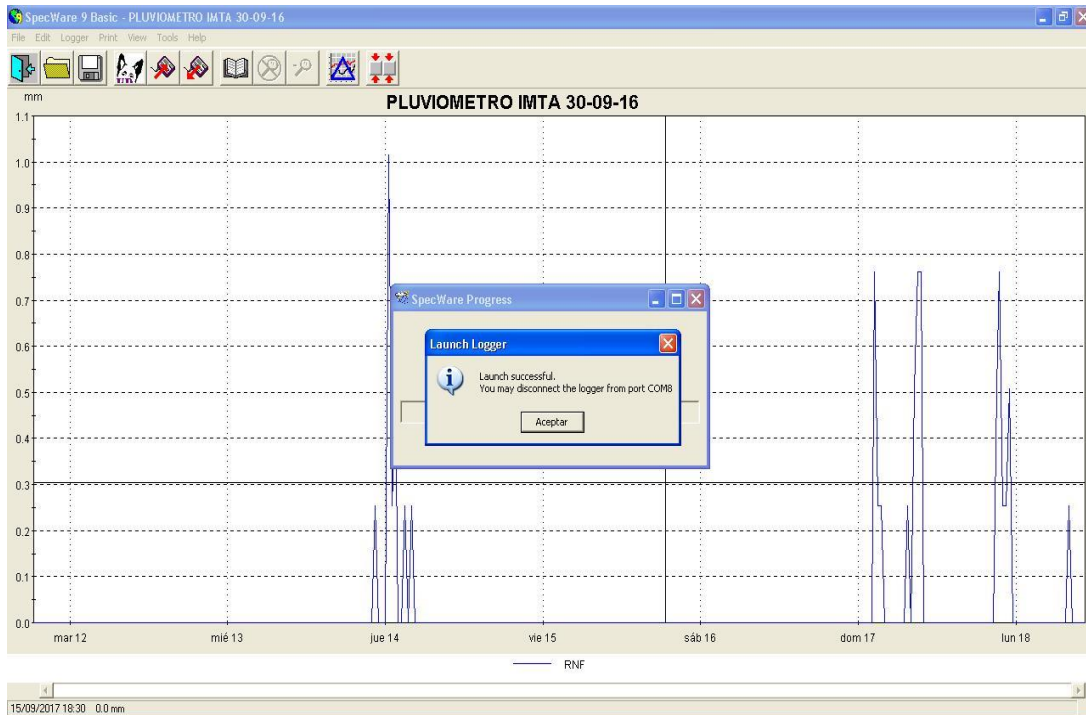 SpecWare 9 Basic - PLUVIOMETRO IMTA 30-09-16
File Edit Logger Print View Tools Help
mm
PLUVIOMETRO IMTA 30-09-16
1.1
1.0
0.9
0.8
0.7
0.6
0.5
0.4
0.3
0.2
0.1
0.0
SpecWare Progress
Launch Logger
Launch successful.
You may disconnect the logger from port COM8
Aceptar
mar 12 mié 13 jue 14 vie 15 sáb 16 dom 17 lun 18
RNF
15/09/2017 18:30 0.0 mm